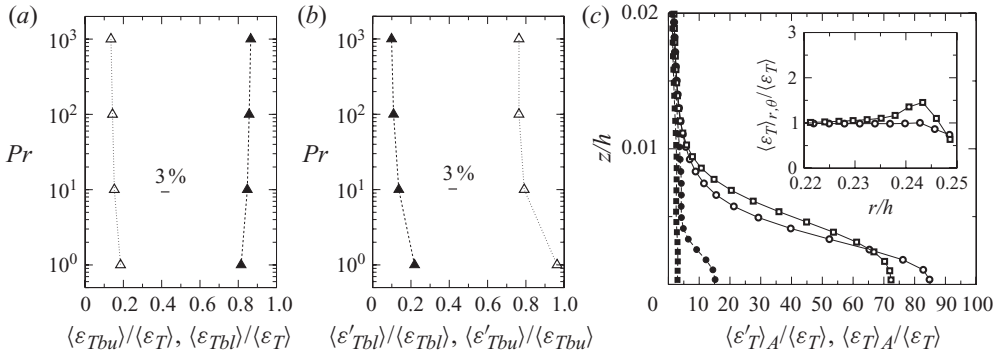 (a)
10³
10²
Pr
10¹
10⁰
3 %
0 0.2 0.4 0.6 0.8 1.0
⟨ε_Tbu⟩/⟨ε_T⟩, ⟨ε_Tbl⟩/⟨ε_T⟩
(b)
10³
10²
Pr
10¹
10⁰
3 %
0 0.2 0.4 0.6 0.8 1.0
⟨ε′_Tbl⟩/⟨ε_Tbl⟩, ⟨ε′_Tbu⟩/⟨ε_Tbu⟩
(c)
0.02
z/h
0.01
0 10 20 30 40 50 60 70 80 90 100
⟨ε′_T⟩_A/⟨ε_T⟩, ⟨ε_T⟩_A/⟨ε_T⟩
3
2
1
0
⟨ε_T⟩_{r,θ}/⟨ε_T⟩
0.22 0.23 0.24 0.25
r/h